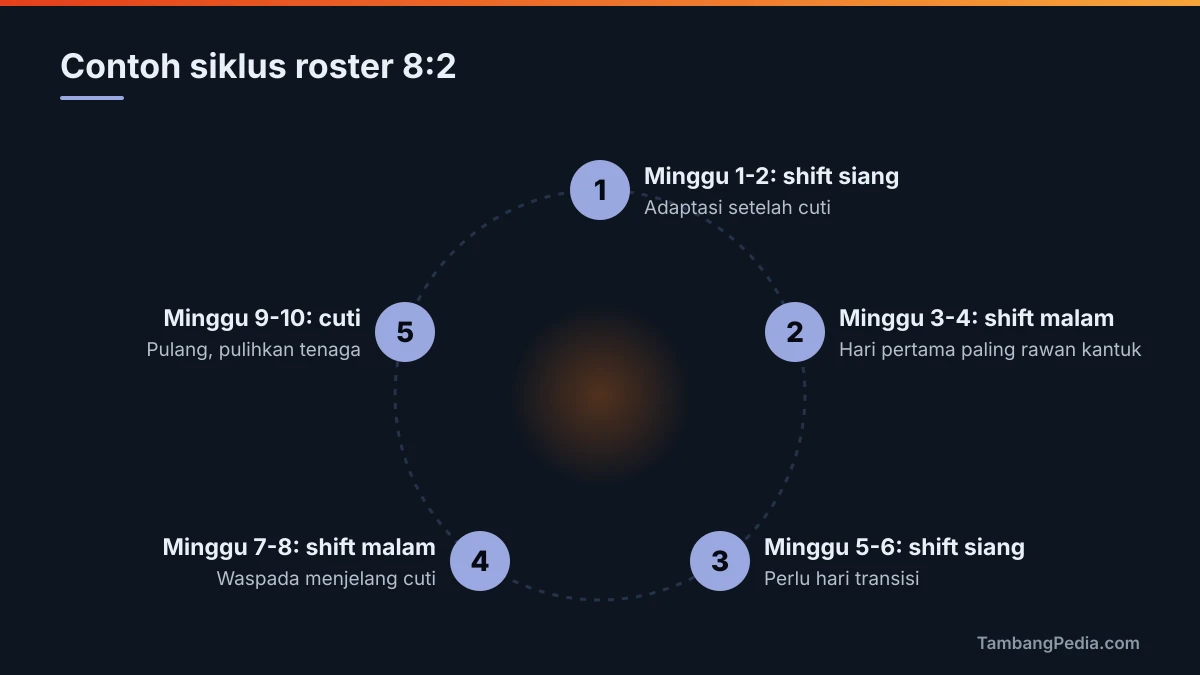 Contoh siklus roster 8:2
1
Minggu 1-2: shift siang
Adaptasi setelah cuti
2
Minggu 3-4: shift malam
Hari pertama paling rawan kantuk
3
Minggu 5-6: shift siang
Perlu hari transisi
4
Minggu 7-8: shift malam
Waspada menjelang cuti
5
Minggu 9-10: cuti
Pulang, pulihkan tenaga
TambangPedia.com